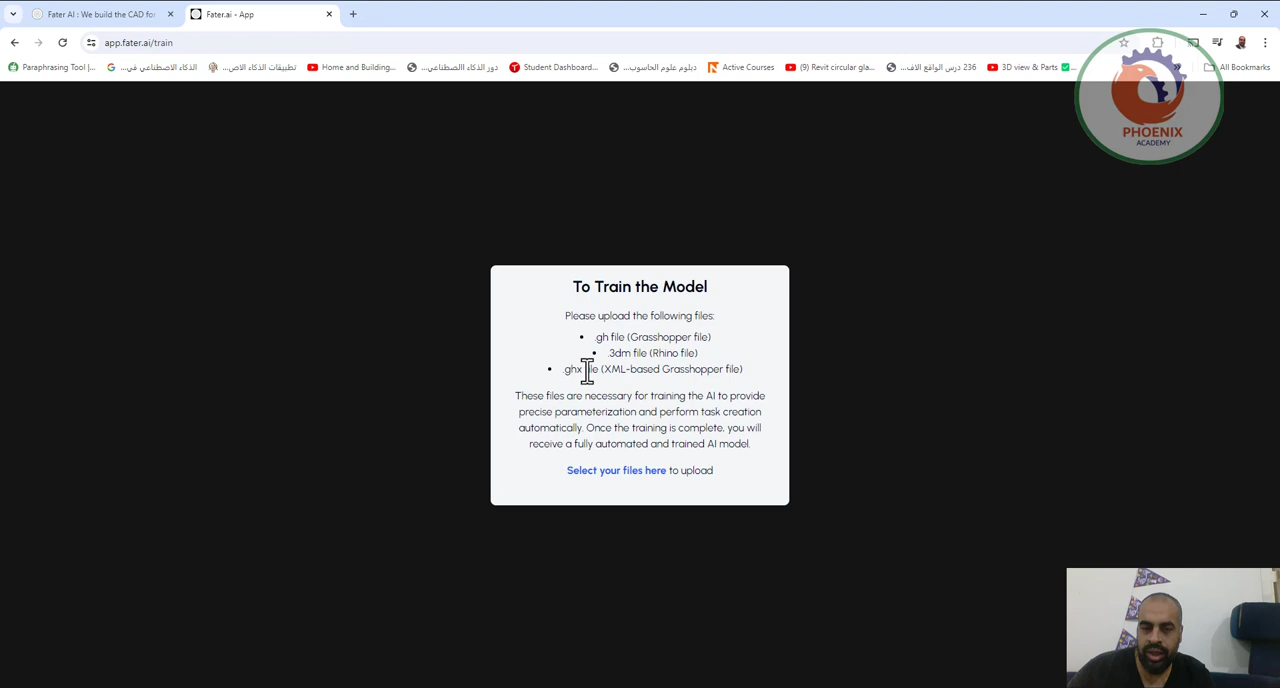 Fater AI : We build the CAD for
Fater.ai - App
app.fater.ai/train
Paraphrasing Tool |...
الذكاء الاصطناعي في...
تطبيقات الذكاء الاص...
Home and Building...
دور الذكاء الاصطناعي...
Student Dashboard...
دبلوم علوم الحاسوب...
Active Courses
(9) Revit circular gla...
236 درس الواقع الاف...
3D view & Parts
All Bookmarks
PHOENIX
ACADEMY
To Train the Model
Please upload the following files:
• .gh file (Grasshopper file)
• .3dm file (Rhino file)
• .ghx file (XML-based Grasshopper file)
These files are necessary for training the AI to provide
precise parameterization and perform task creation
automatically. Once the training is complete, you will
receive a fully automated and trained AI model.
Select your files here to upload